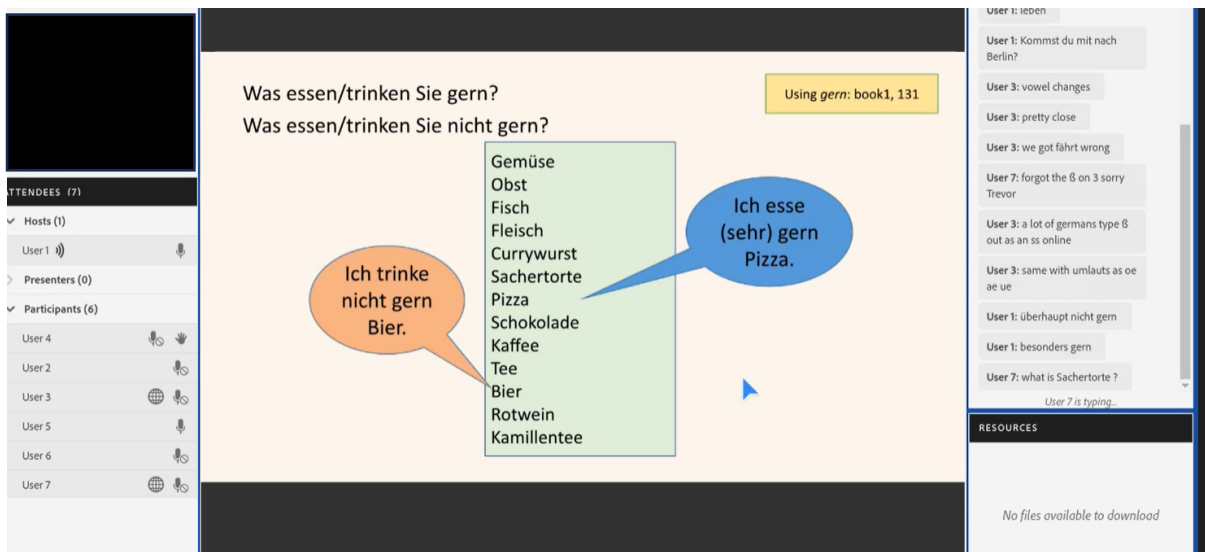 ATTENDEES (7)
Hosts (1)
User 1
Presenters (0)
Participants (6)
User 4
User 2
User 3
User 5
User 6
User 7
Was essen/trinken Sie gern?
Was essen/trinken Sie nicht gern?
Using gern: book1, 131
Gemüse
Obst
Fisch
Fleisch
Currywurst
Sachertorte
Pizza
Schokolade
Kaffee
Tee
Bier
Rotwein
Kamillentee
Ich trinke
nicht gern
Bier.
Ich esse
(sehr) gern
Pizza.
User 1: leben
User 1: Kommst du mit nach
Berlin?
User 3: vowel changes
User 3: pretty close
User 3: we got fährt wrong
User 7: forgot the ß on 3 sorry
Trevor
User 3: a lot of germans type ß
out as an ss online
User 3: same with umlauts as oe
ae ue
User 1: überhaupt nicht gern
User 1: besonders gern
User 7: what is Sachertorte ?
User 7 is typing...
RESOURCES
No files available to download